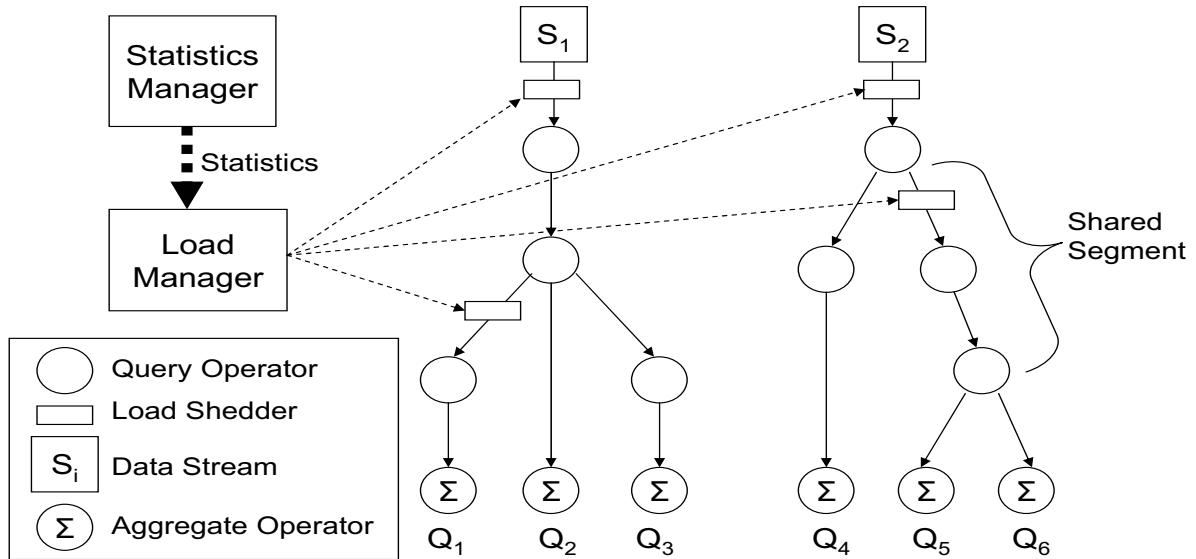 Statistics
Manager
Statistics
Load
Manager
S₁
S₂
Shared
Segment
Query Operator
Load Shedder
Sᵢ Data Stream
Σ Aggregate Operator
Σ Σ Σ Σ Σ Σ
Q₁ Q₂ Q₃ Q₄ Q₅ Q₆